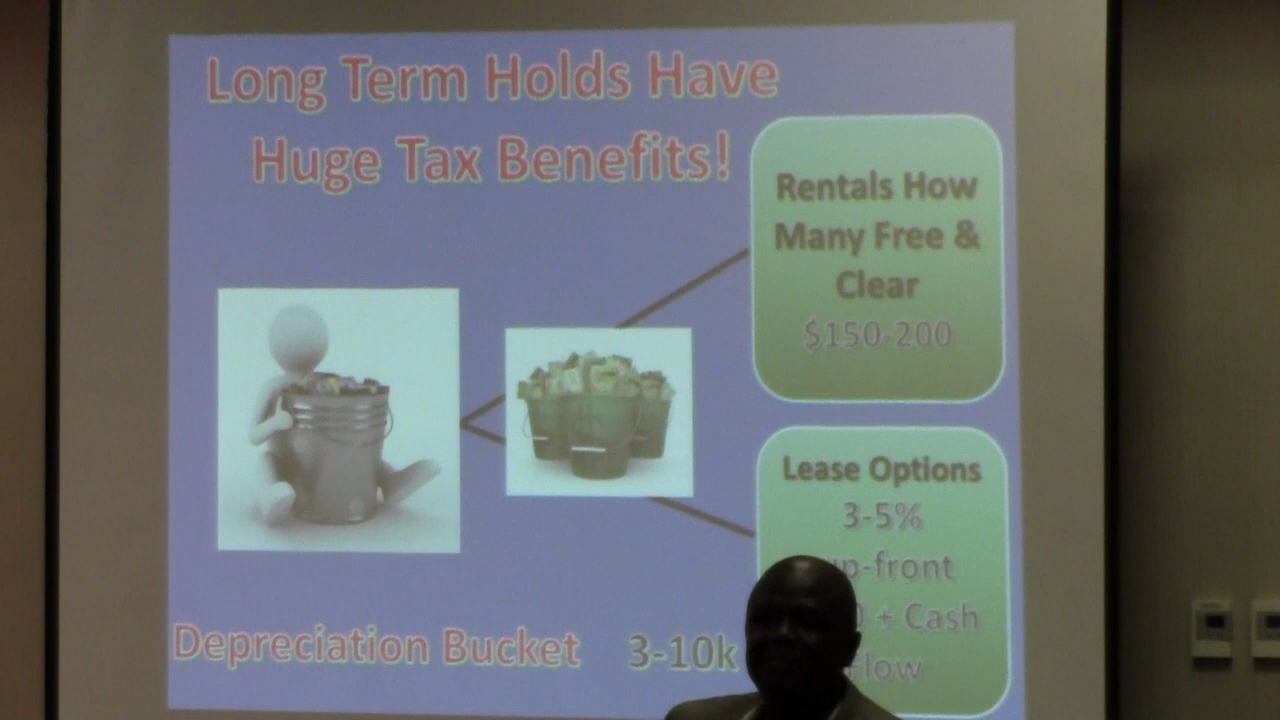 Long Term Holds Have
Huge Tax Benefits!
Rentals How
Many Free &
Clear
$150-200
Lease Options
3-5%
up-front
+ Cash
Flow
Depreciation Bucket 3-10k